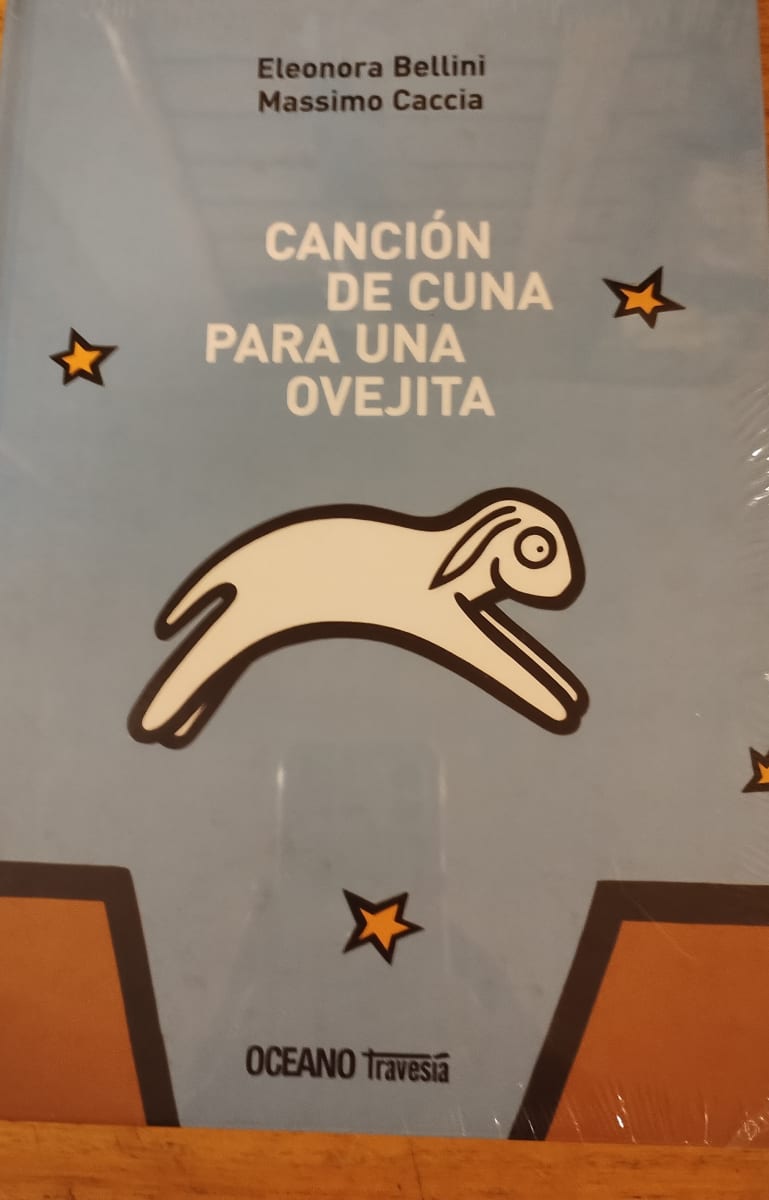 Eleonora Bellini
Massimo Caccia
CANCIÓN
DE CUNA
PARA UNA
OVEJITA
OCEANO Travesía